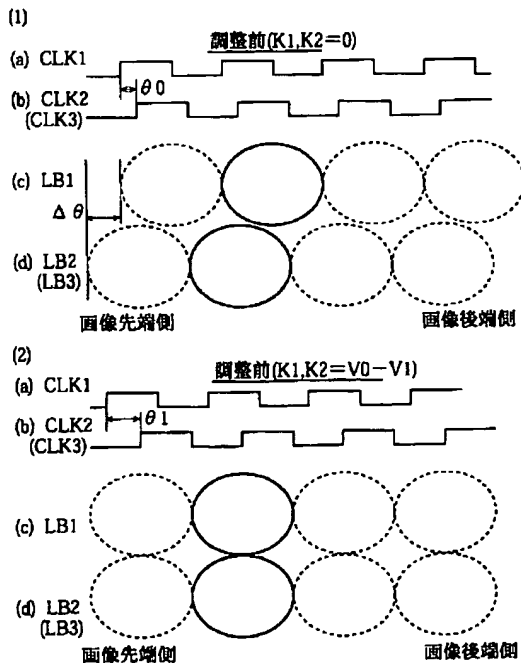 (1)
調整前(K1,K2=0)
(a) CLK1
θ0
(b) CLK2
(CLK3)
(c) LB1
Δθ
(d) LB2
(LB3)
画像先端側 画像後端側
(2)
調整前(K1,K2=V0-V1)
(a) CLK1
θ1
(b) CLK2
(CLK3)
(c) LB1
(d) LB2
(LB3)
画像先端側 画像後端側